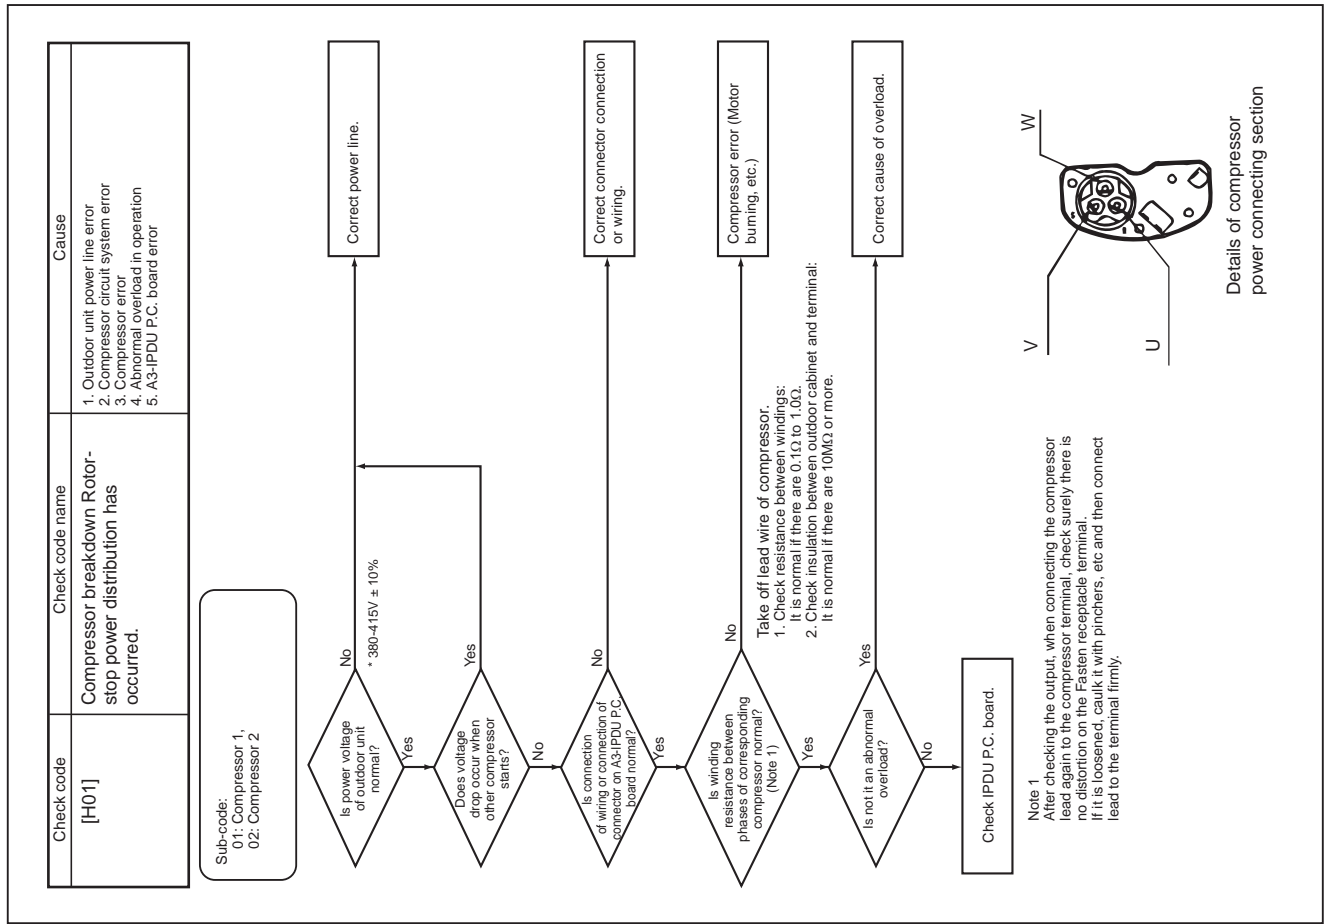 Check code
Check code name
Cause
[H01]
Compressor breakdown Rotor-
stop power distribution has
occurred.
1. Outdoor unit power line error
2. Compressor circuit system error
3. Compressor error
4. Abnormal overload in operation
5. A3-IPDU P.C. board error
Sub-code:
01: Compressor 1,
02: Compressor 2
Is power voltage
of outdoor unit
normal?
No
* 380-415V ± 10%
Correct power line.
Yes
Does voltage
drop occur when
other compressor
starts?
Yes
No
Is connection
of wiring or connection of
connector on A3-IPDU P.C.
board normal?
No
Correct connector connection
or wiring.
Yes
Is winding
resistance between
phases of corresponding
compressor normal?
(Note 1)
No
Compressor error (Motor
burning, etc.)
Take off lead wire of compressor.
1. Check resistance between windings:
It is normal if there are 0.1Ω to 1.0Ω.
2. Check insulation between outdoor cabinet and terminal:
It is normal if there are 10MΩ or more.
Yes
Is not it an abnormal
overload?
Yes
Correct cause of overload.
No
Check IPDU P.C. board.
Note 1
After checking the output, when connecting the compressor
lead again to the compressor terminal, check surely there is
no distortion on the Fasten receptacle terminal.
If it is loosened, caulk it with pinchers, etc and then connect
lead to the terminal firmly.
V
W
U
Details of compressor
power connecting section